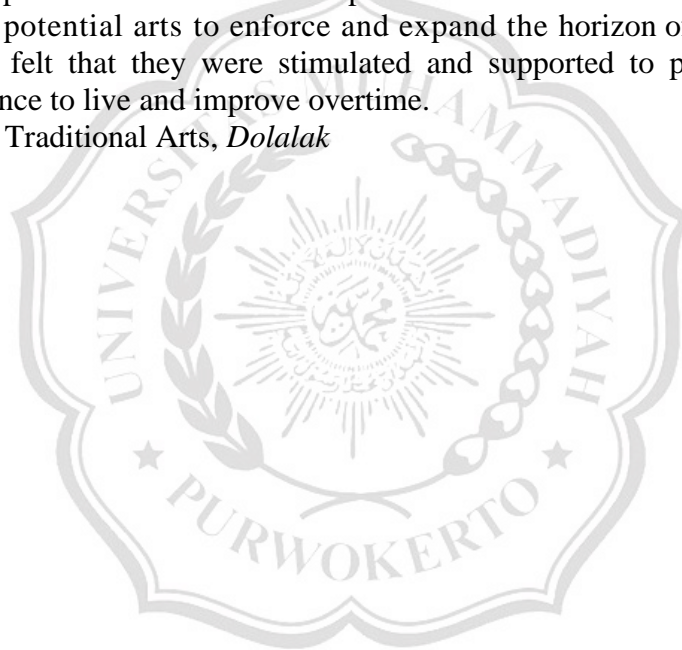 potential arts to enforce and expand the horizon o
felt that they were stimulated and supported to p
nce to live and improve overtime.
Traditional Arts, Dolalak
UNIVERSITAS MUHAMMADIYAH
PURWOKERTO